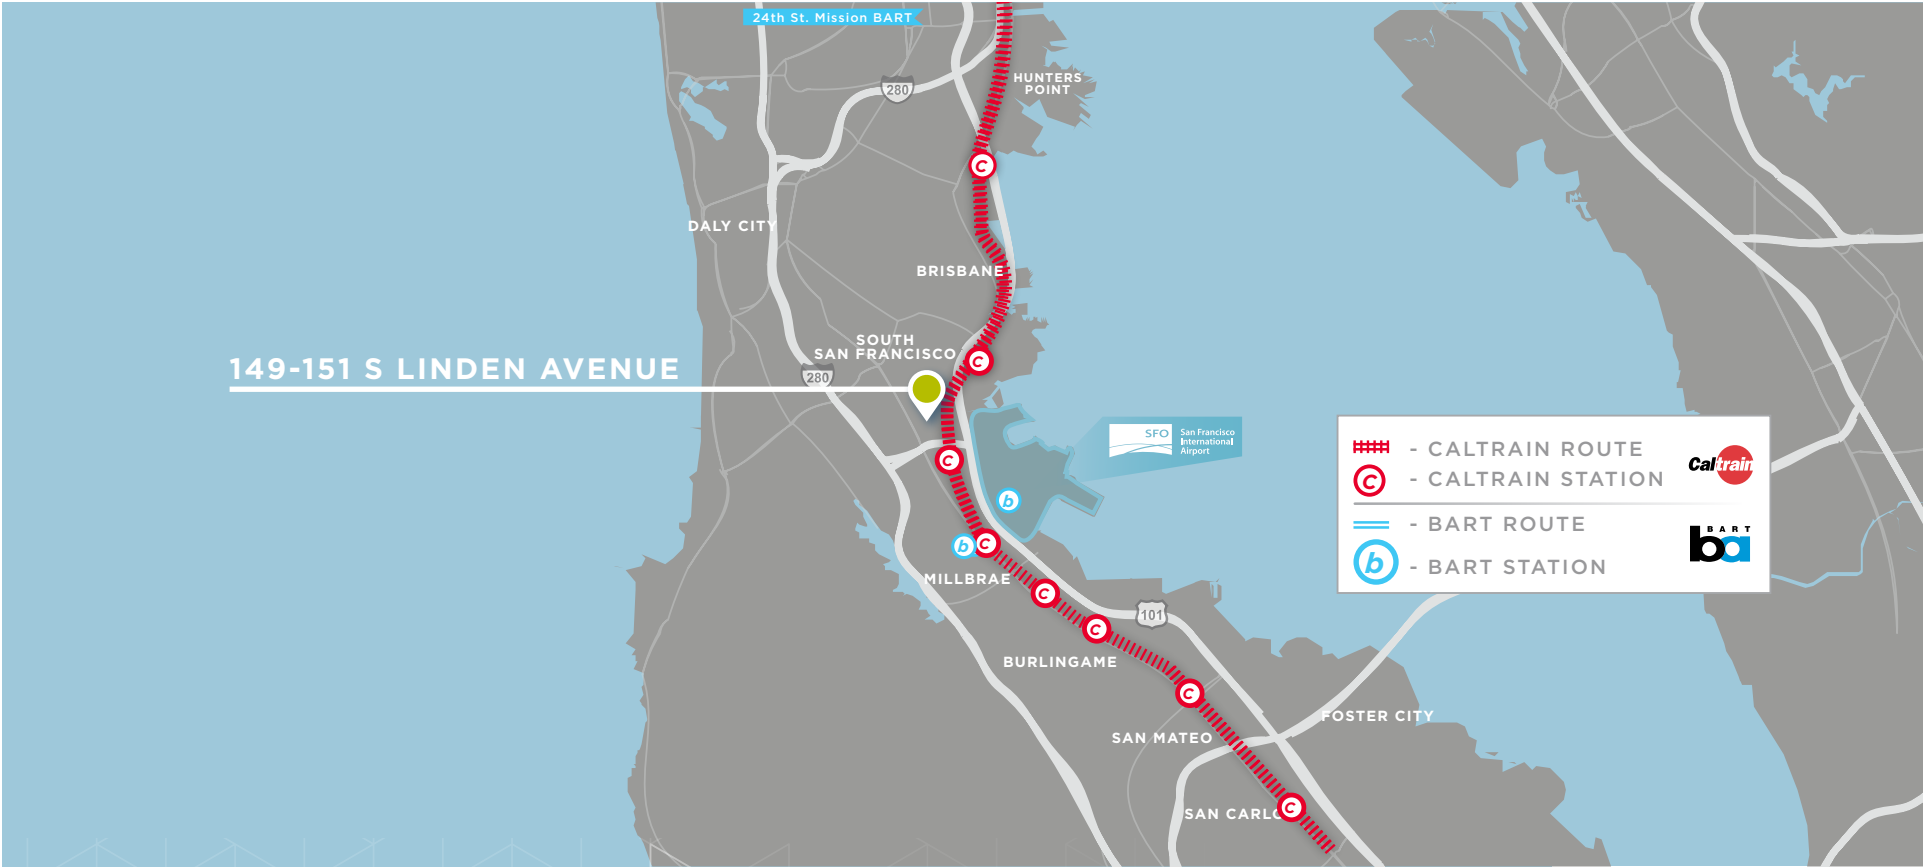 24th St. Mission BART
HUNTERS
POINT
280
C
DALY CITY
BRISBANE
SOUTH
SAN FRANCISCO
C
149-151 S LINDEN AVENUE
280
SFO
San Francisco
International
Airport
C
b
b
C
MILLBRAE
C
101
C
BURLINGAME
C
FOSTER CITY
SAN MATEO
SAN CARLO
C
- CALTRAIN ROUTE
C - CALTRAIN STATION
Caltrain
- BART ROUTE
b - BART STATION
BART
ba